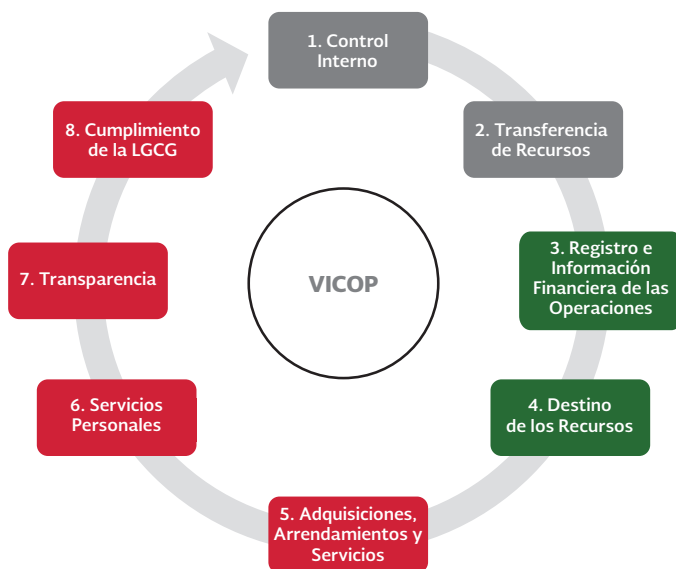 1. Control
Interno
2. Transferencia
de Recursos
3. Registro e
Información
Financiera de las
Operaciones
4. Destino
de los Recursos
5. Adquisiciones,
Arrendamientos y
Servicios
6. Servicios
Personales
7. Transparencia
8. Cumplimiento
de la LGCG
VICOP